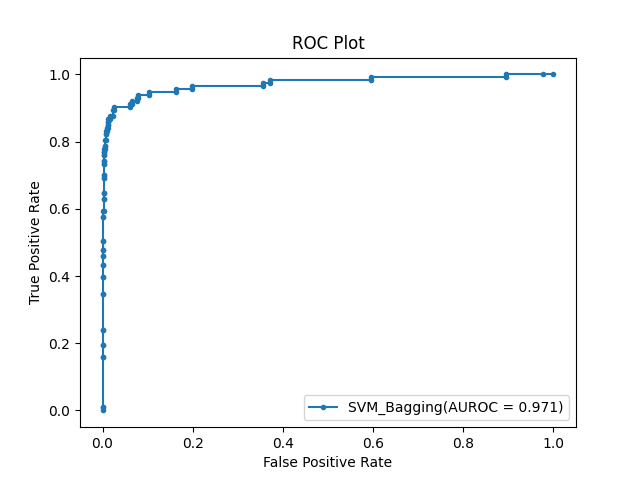 ROC Plot
1.0
0.8
0.6
0.4
0.2
0.0
True Positive Rate
SVM_Bagging(AUROC = 0.971)
0.0 0.2 0.4 0.6 0.8 1.0
False Positive Rate